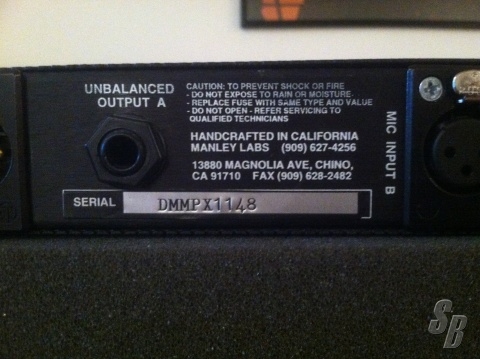 UNBALANCED
OUTPUT A
CAUTION: TO PREVENT SHOCK OR FIRE
- DO NOT EXPOSE TO RAIN OR MOISTURE-
- REPLACE FUSE WITH SAME TYPE AND VALUE
- DO NOT OPEN - REFER SERVICING TO
QUALIFIED TECHNICIANS
HANDCRAFTED IN CALIFORNIA
MANLEY LABS (909) 627-4256
13880 MAGNOLIA AVE, CHINO,
CA 91710 FAX (909) 628-2482
SERIAL DMMPX1148
MIC INPUT B
SB